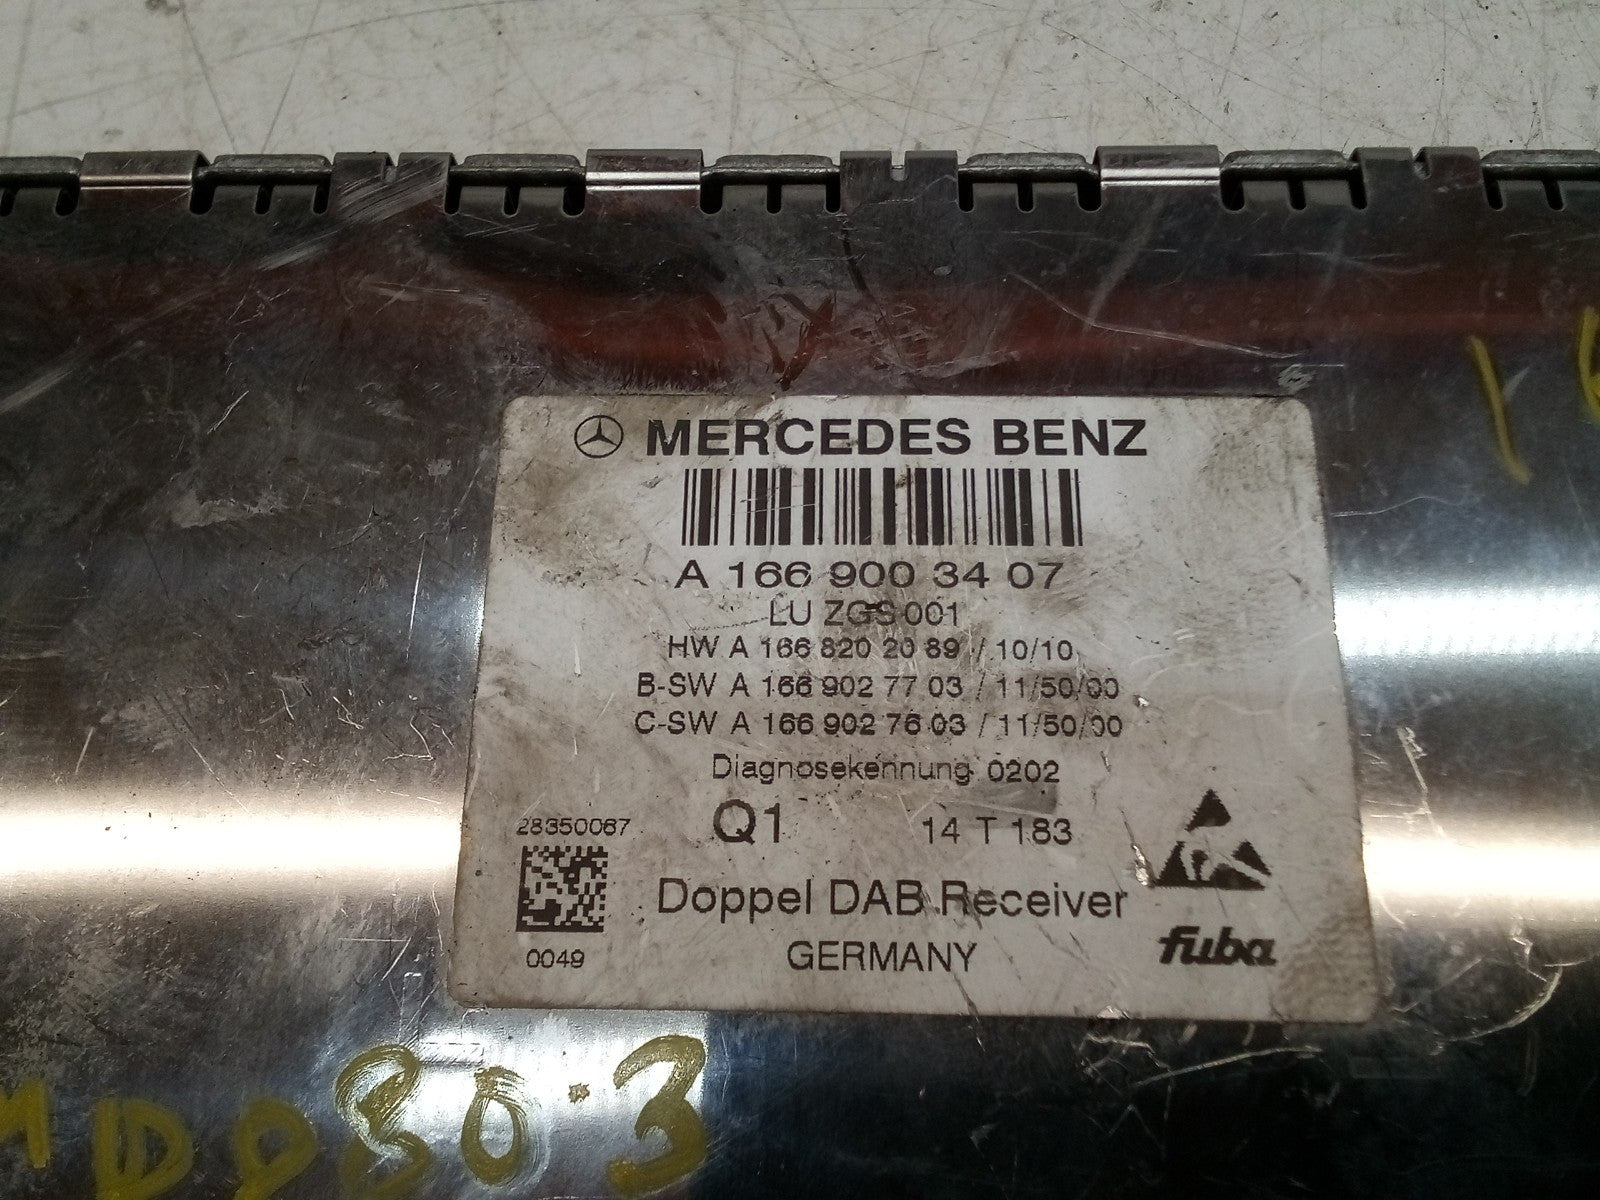 MERCEDES BENZ
A 166 900 34 07
LU ZGS 001
HW A 166 820 20 89 / 10/10
B-SW A 166 902 77 03 / 11/50/00
C-SW A 166 902 76 03 / 11/50/00
Diagnosekennung 0202
28350067
Q1 14 T 183
Doppel DAB Receiver
fuba
0049
GERMANY